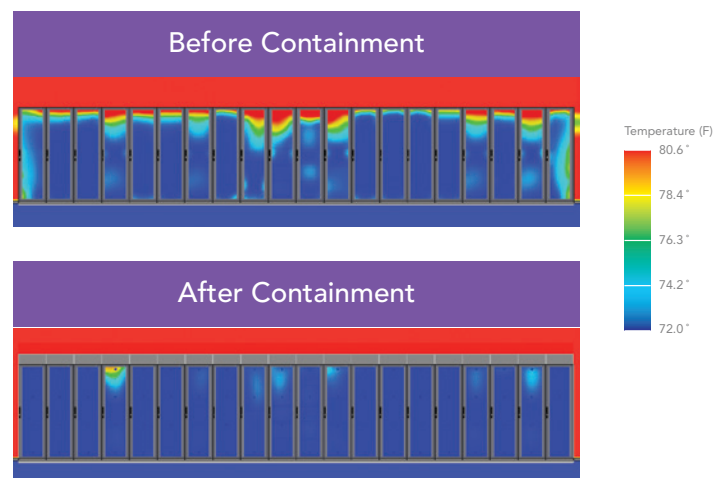 Before Containment
Temperature (F)
80.6˚
78.4˚
76.3˚
74.2˚
72.0˚
After Containment